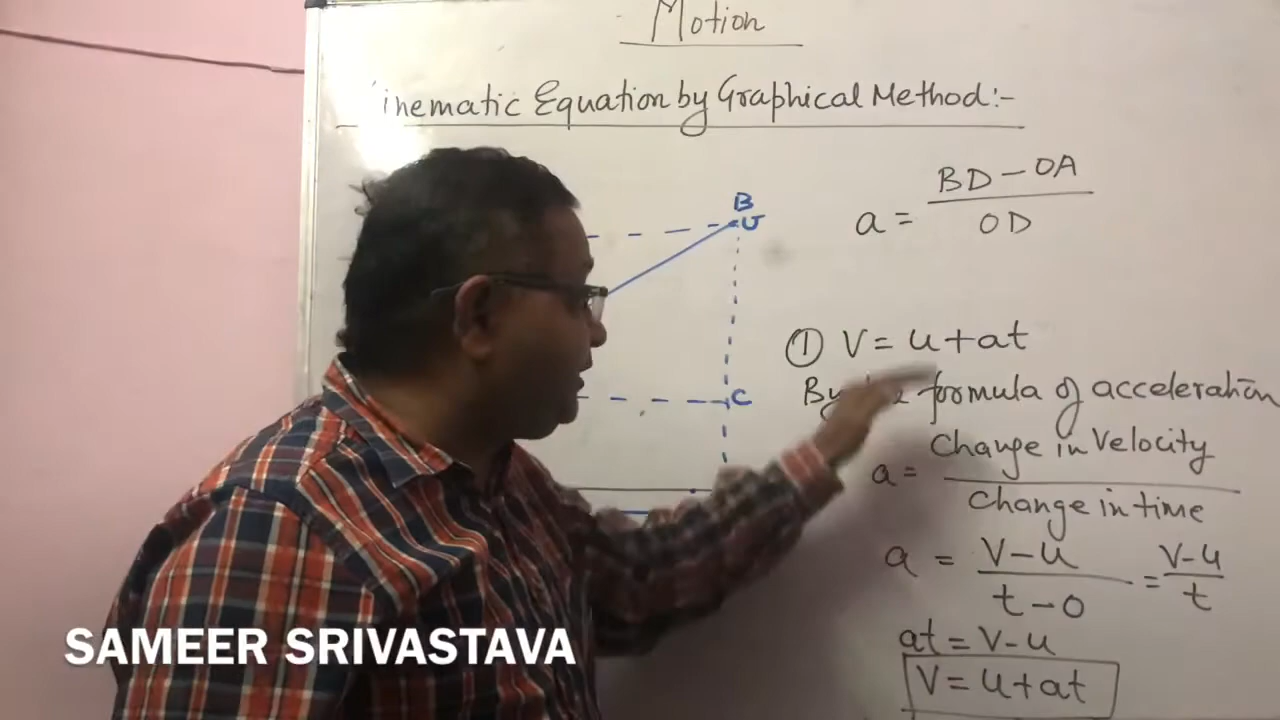 Motion
inematic Equation by Graphical Method:-
B
v
C
a = BD - OA / OD
① v = u + at
By formula of acceleration
a = Change in Velocity / Change in time
a = v - u / t - 0 = v - u / t
at = v - u
v = u + at
SAMEER SRIVASTAVA